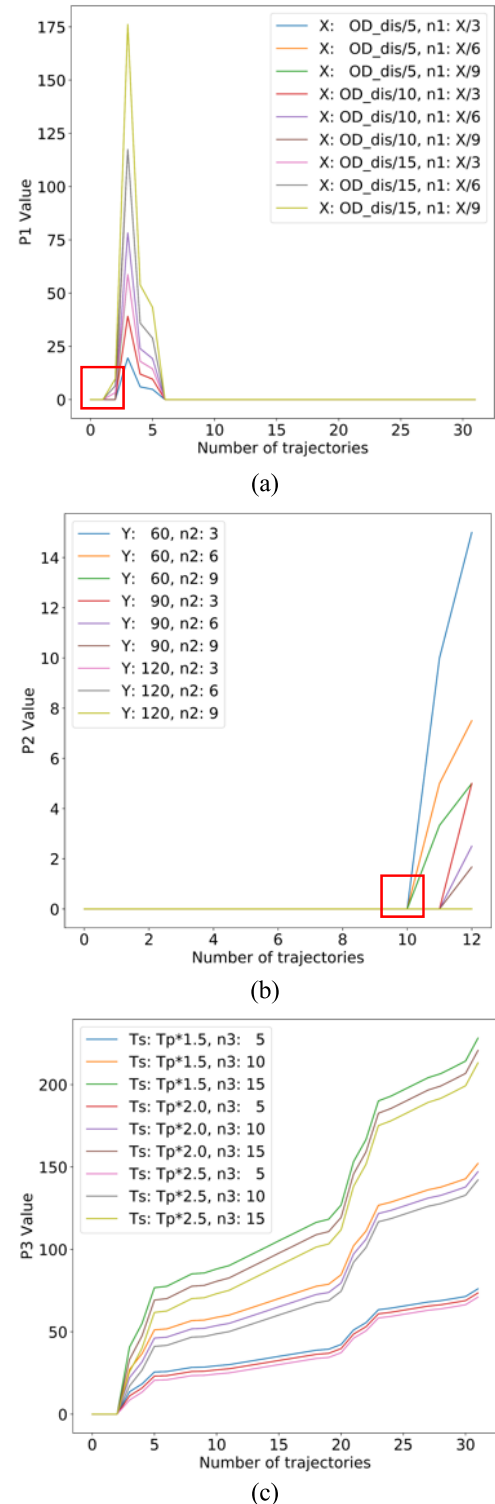 175
150
125
100
75
50
25
0
P1 Value
X: OD_dis/5, n1: X/3
X: OD_dis/5, n1: X/6
X: OD_dis/5, n1: X/9
X: OD_dis/10, n1: X/3
X: OD_dis/10, n1: X/6
X: OD_dis/10, n1: X/9
X: OD_dis/15, n1: X/3
X: OD_dis/15, n1: X/6
X: OD_dis/15, n1: X/9
0 5 10 15 20 25 30
Number of trajectories
(a)
14
12
10
8
6
4
2
0
P2 Value
Y: 60, n2: 3
Y: 60, n2: 6
Y: 60, n2: 9
Y: 90, n2: 3
Y: 90, n2: 6
Y: 90, n2: 9
Y: 120, n2: 3
Y: 120, n2: 6
Y: 120, n2: 9
0 2 4 6 8 10 12
Number of trajectories
(b)
200
150
100
50
0
P3 Value
Ts: Tp*1.5, n3: 5
Ts: Tp*1.5, n3: 10
Ts: Tp*1.5, n3: 15
Ts: Tp*2.0, n3: 5
Ts: Tp*2.0, n3: 10
Ts: Tp*2.0, n3: 15
Ts: Tp*2.5, n3: 5
Ts: Tp*2.5, n3: 10
Ts: Tp*2.5, n3: 15
0 5 10 15 20 25 30
Number of trajectories
(c)